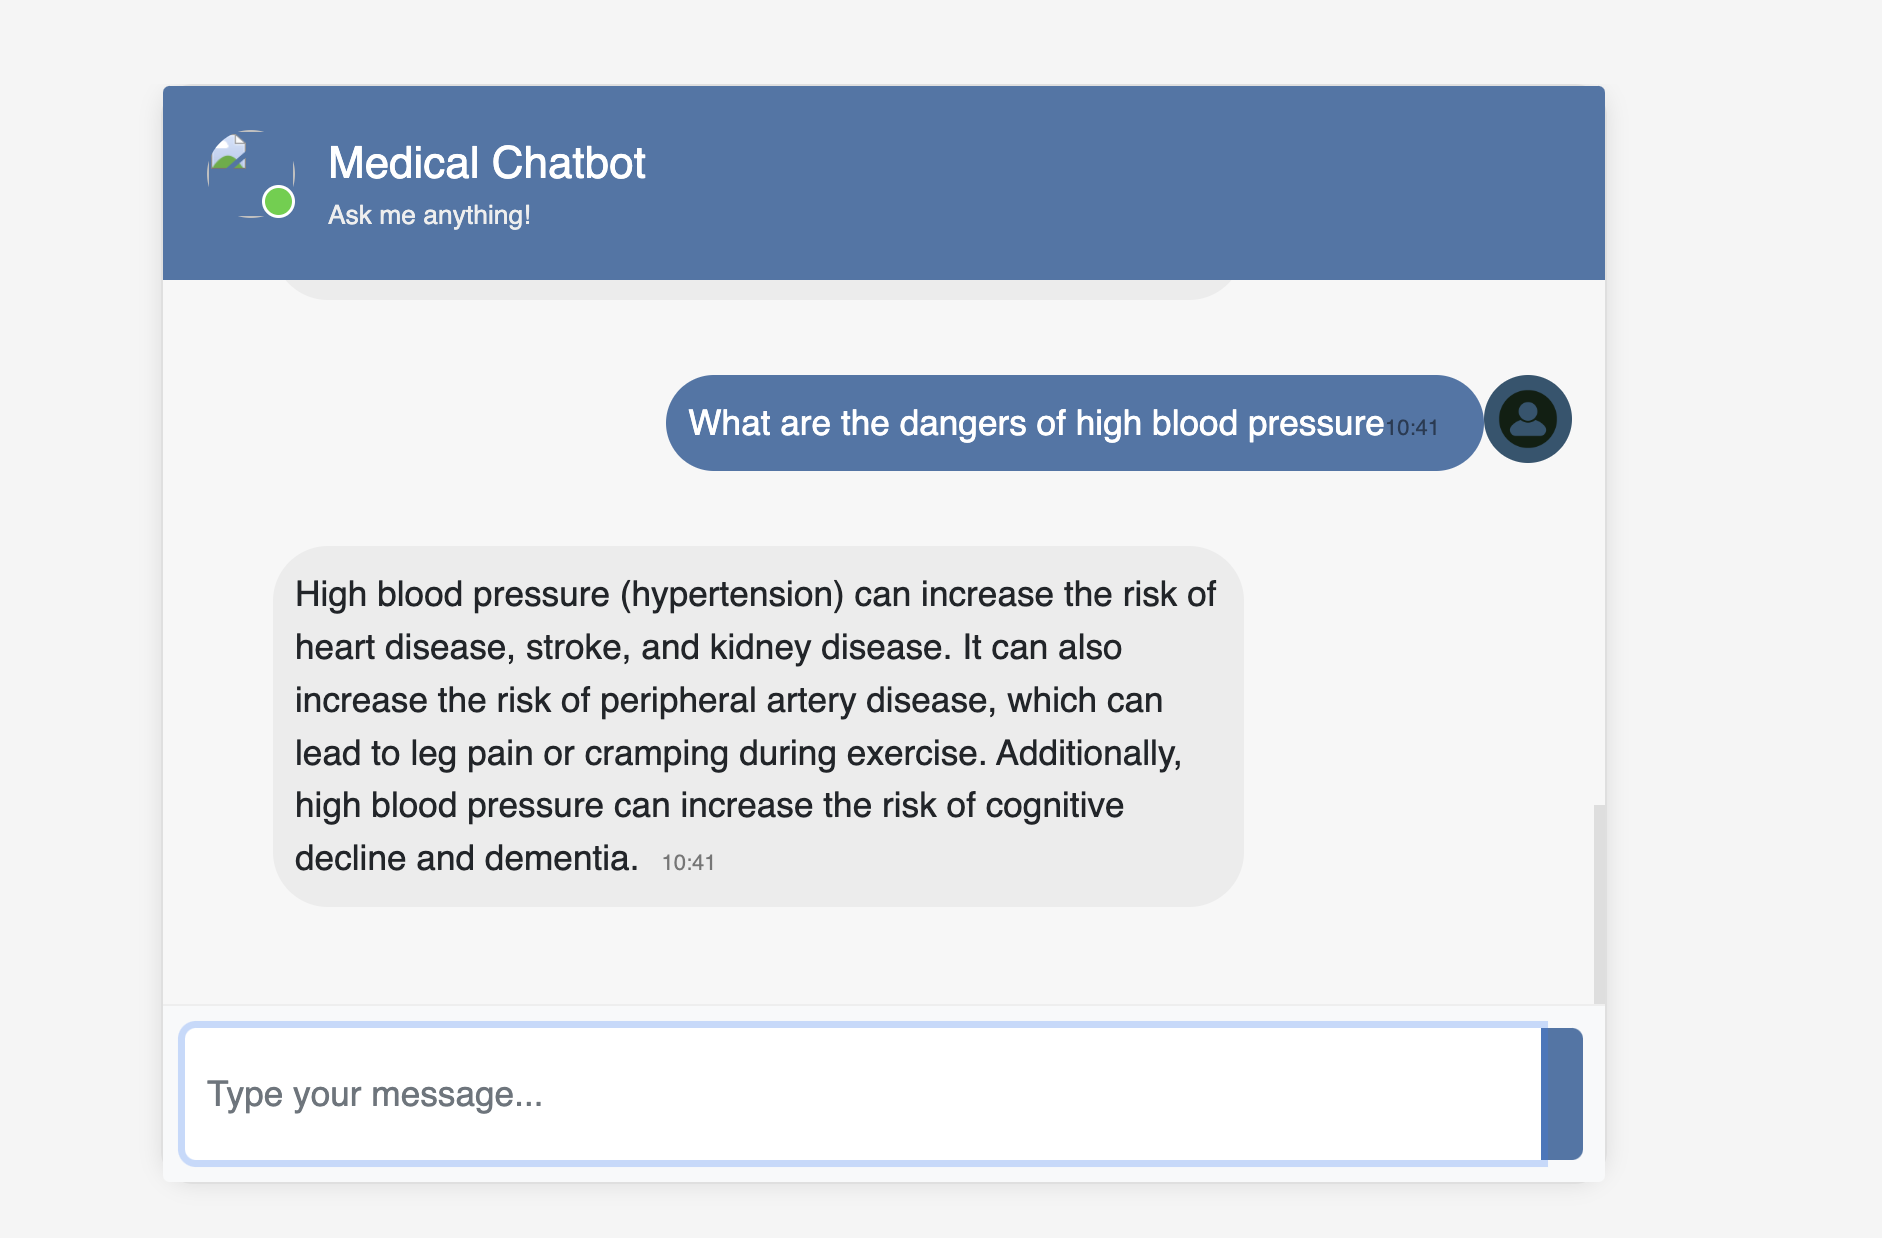 Medical Chatbot
Ask me anything!
What are the dangers of high blood pressure10:41
High blood pressure (hypertension) can increase the risk of
heart disease, stroke, and kidney disease. It can also
increase the risk of peripheral artery disease, which can
lead to leg pain or cramping during exercise. Additionally,
high blood pressure can increase the risk of cognitive
decline and dementia. 10:41
Type your message...